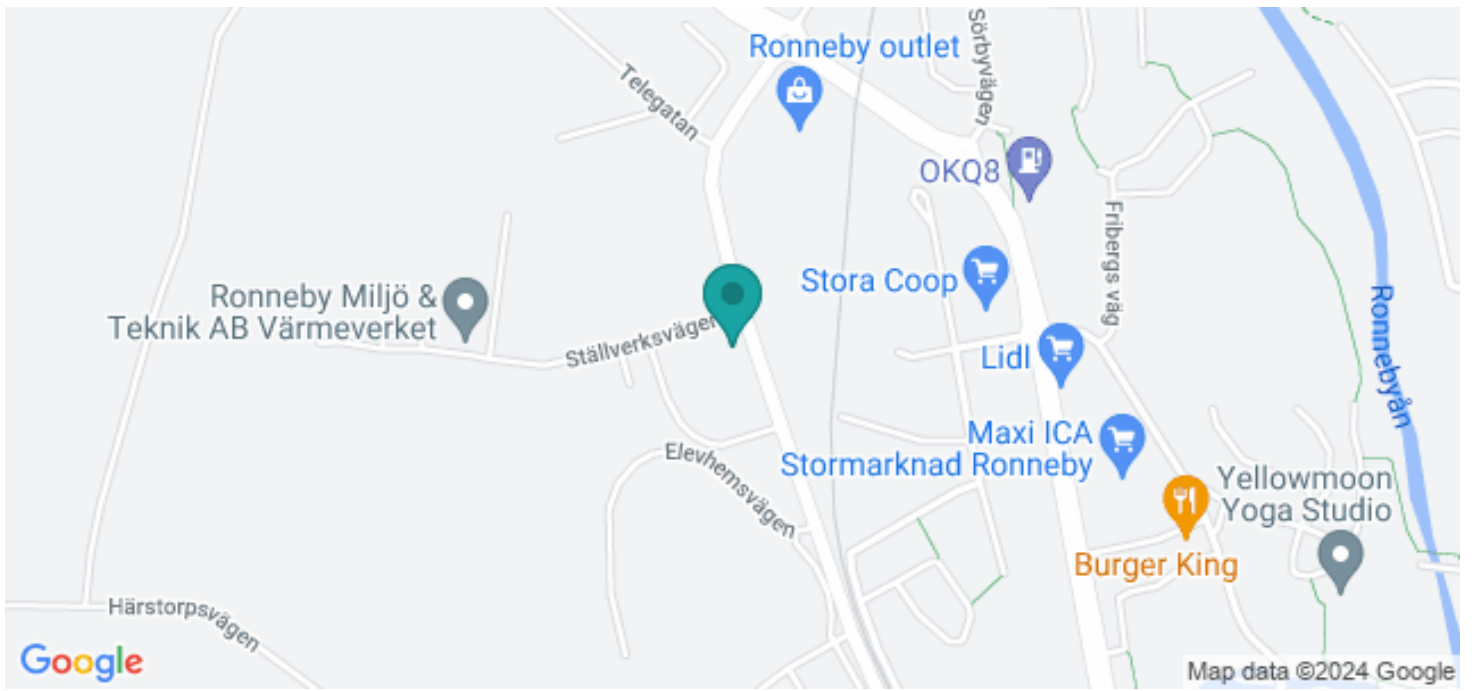 Ronneby outlet
Sörbyvägen
Telegatan
OKQ8
Fribergs väg
Stora Coop
Ronneby Miljö &
Teknik AB Värmeverket
Ställverksvägen
Lidl
Ronnebyån
Maxi ICA
Stormarknad Ronneby
Elevhemsvägen
Yellowmoon
Yoga Studio
Burger King
Härstorpsvägen
Google
Map data ©2024 Google